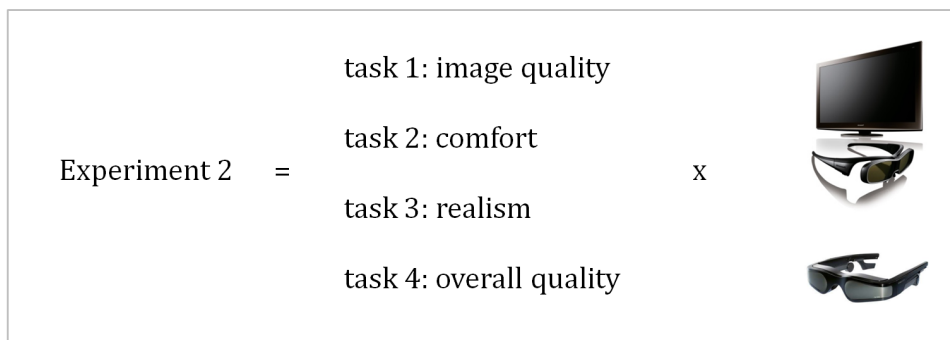 task 1: image quality
task 2: comfort
Experiment 2 = x
task 3: realism
task 4: overall quality